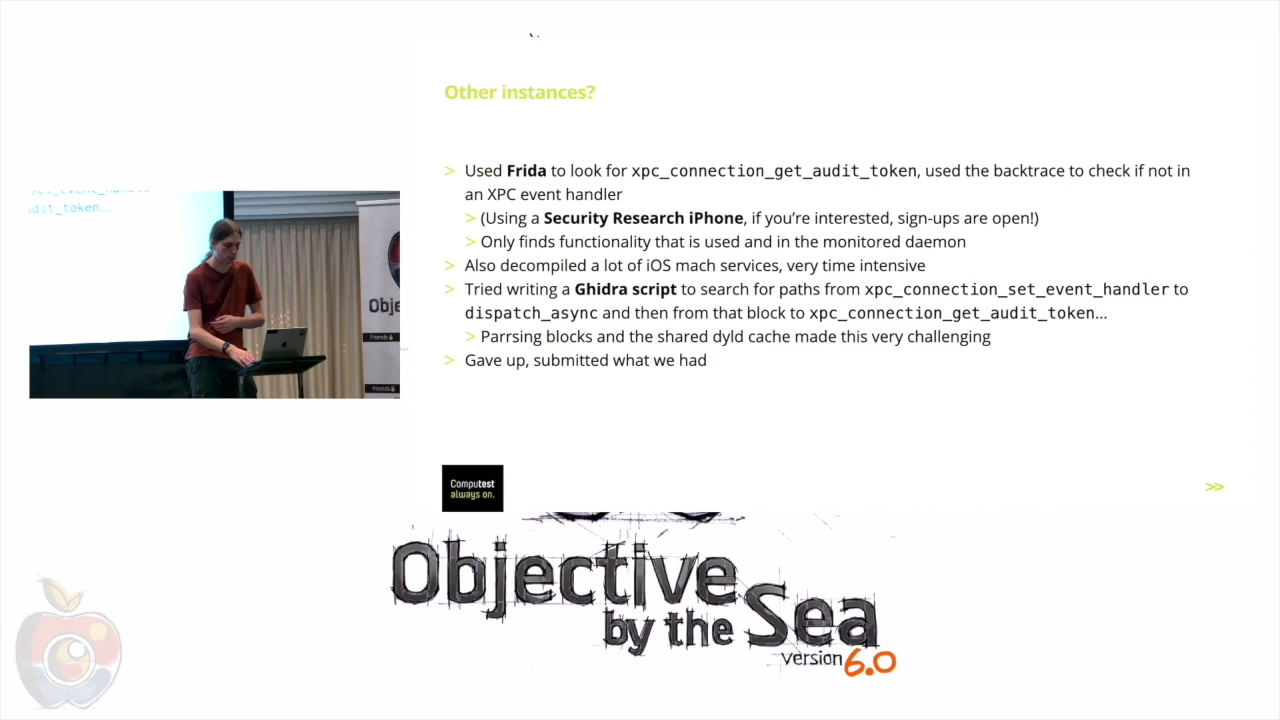 Other instances?
> Used Frida to look for xpc_connection_get_audit_token, used the backtrace to check if not in
an XPC event handler
> (Using a Security Research iPhone, if you're interested, sign-ups are open!)
> Only finds functionality that is used and in the monitored daemon
> Also decompiled a lot of iOS mach services, very time intensive
> Tried writing a Ghidra script to search for paths from xpc_connection_set_event_handler to
dispatch_async and then from that block to xpc_connection_get_audit_token…
> Parrsing blocks and the shared dyld cache made this very challenging
> Gave up, submitted what we had
dit_token…
Obje
Friends
Friends
Computest
always on.
>>
Objective
by the Sea
version 6.0